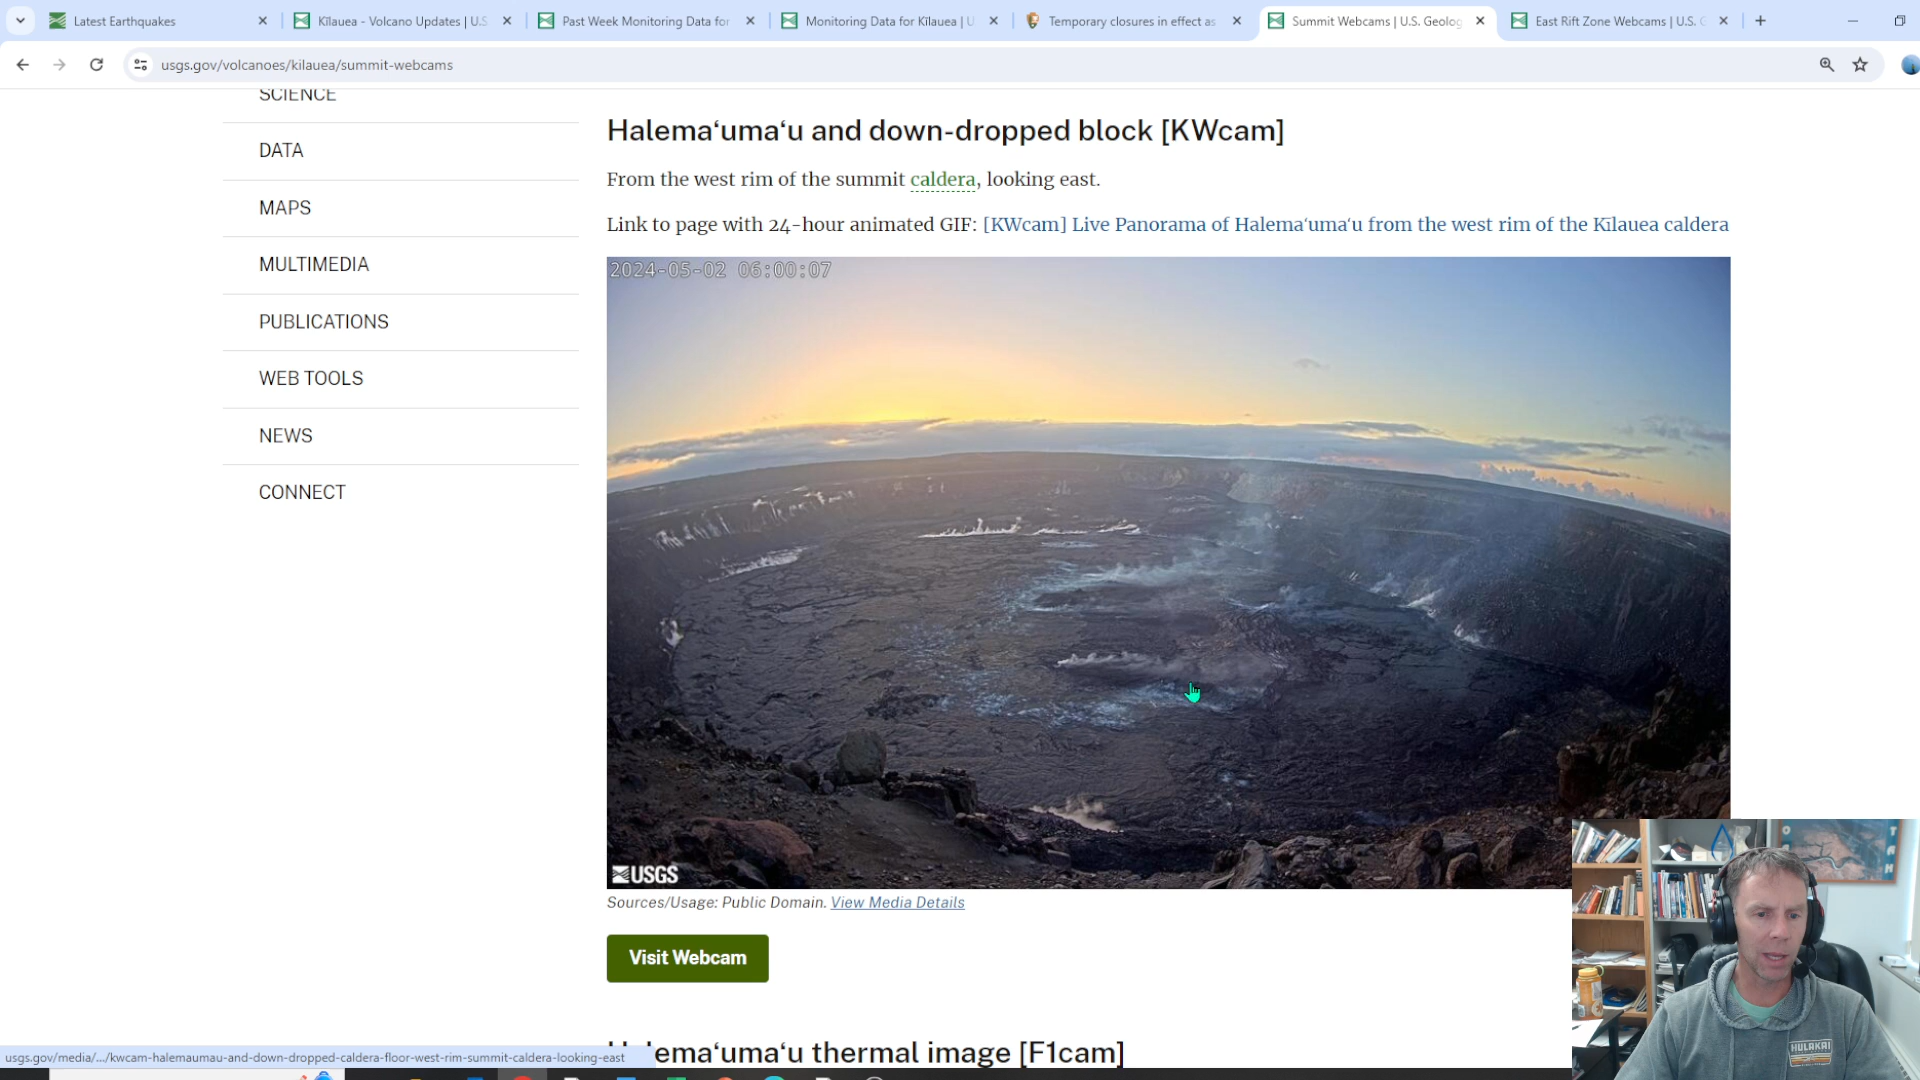 Latest Earthquakes
Kīlauea - Volcano Updates | U.S
Past Week Monitoring Data for
Monitoring Data for Kīlauea | U
Temporary closures in effect as
Summit Webcams | U.S. Geolog
East Rift Zone Webcams | U.S. G
usgs.gov/volcanoes/kilauea/summit-webcams
SCIENCE
DATA
MAPS
MULTIMEDIA
PUBLICATIONS
WEB TOOLS
NEWS
CONNECT
Halemaʻumaʻu and down-dropped block [KWcam]
From the west rim of the summit caldera, looking east.
Link to page with 24-hour animated GIF: [KWcam] Live Panorama of Halemaʻumaʻu from the west rim of the Kīlauea caldera
2024-05-02 06:00:07
USGS
Sources/Usage: Public Domain. View Media Details
Visit Webcam
emaʻumaʻu thermal image [F1cam]
usgs.gov/media/.../kwcam-halemaumau-and-down-dropped-caldera-floor-west-rim-summit-caldera-looking-east
HULAKAI